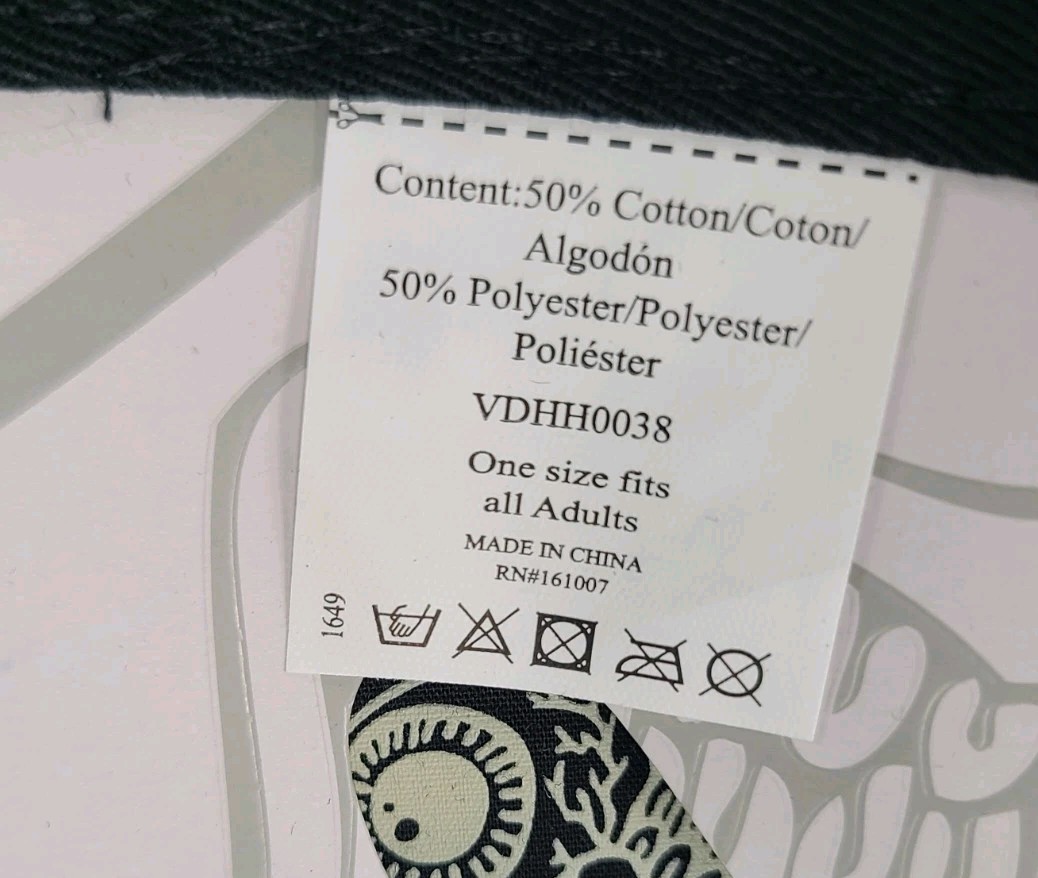 Content:50% Cotton/Coton/
Algodón
50% Polyester/Polyester/
Poliéster
VDHH0038
One size fits
all Adults
MADE IN CHINA
RN#161007
1649